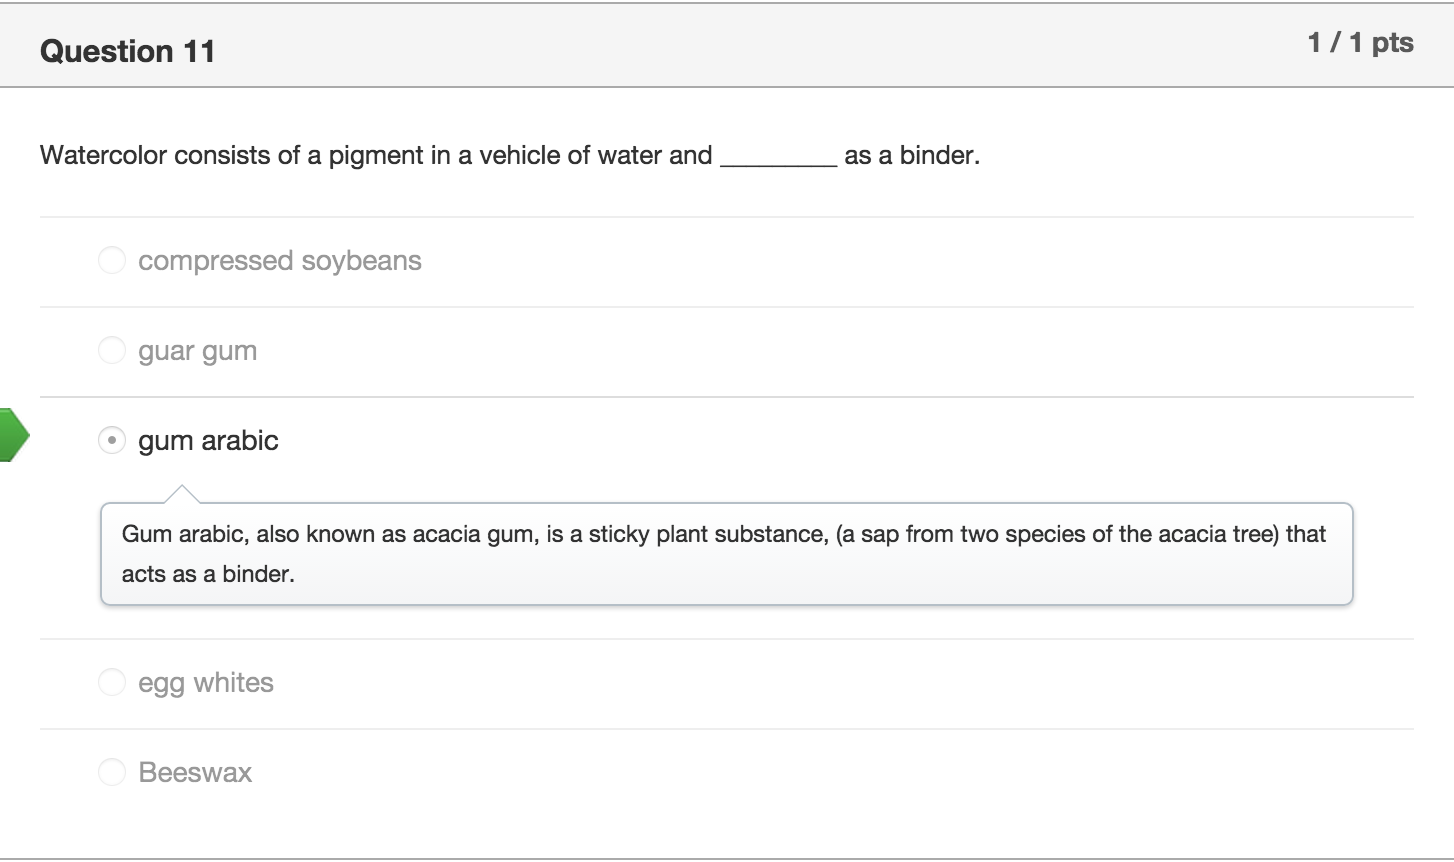 Question 11
1 / 1 pts
Watercolor consists of a pigment in a vehicle of water and _________ as a binder.
compressed soybeans
guar gum
gum arabic
Gum arabic, also known as acacia gum, is a sticky plant substance, (a sap from two species of the acacia tree) that
acts as a binder.
egg whites
Beeswax